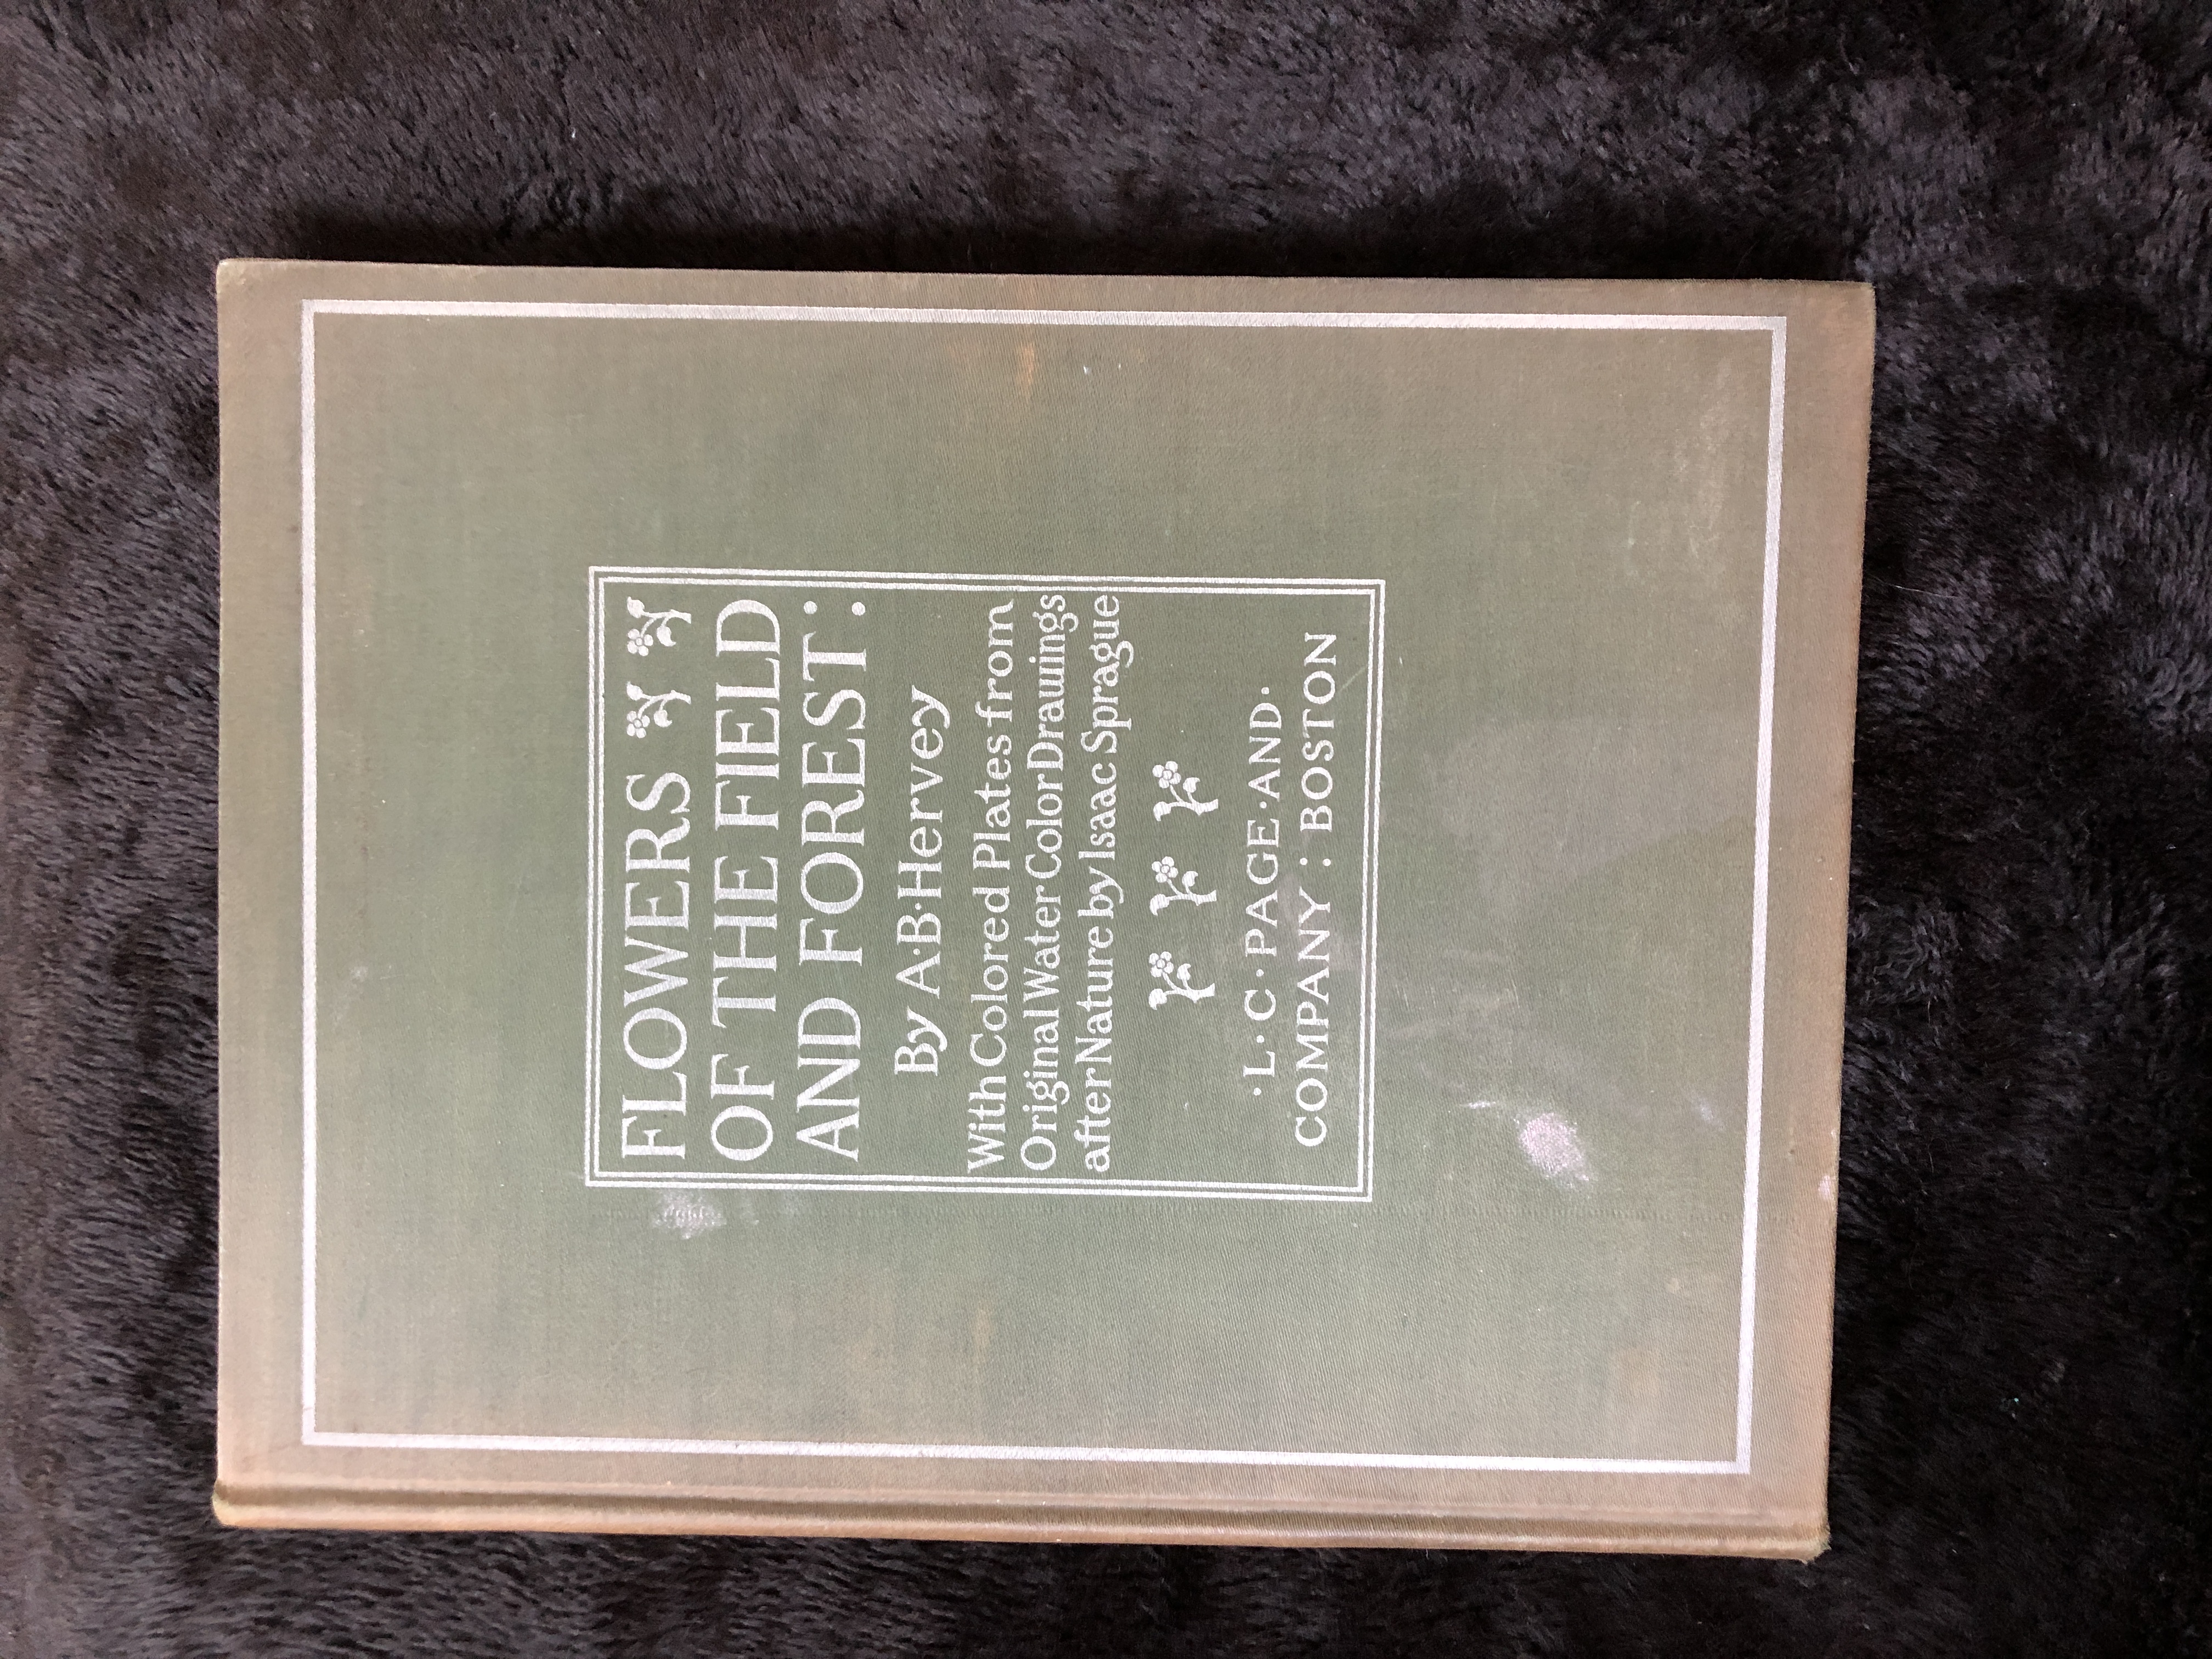 FLOWERS
OF THE FIELD
AND FOREST:
By A·B·Hervey
With Colored Plates from
Original Water Color Drawings
after Nature by Isaac Sprague
·L·C·PAGE·AND·
COMPANY : BOSTON